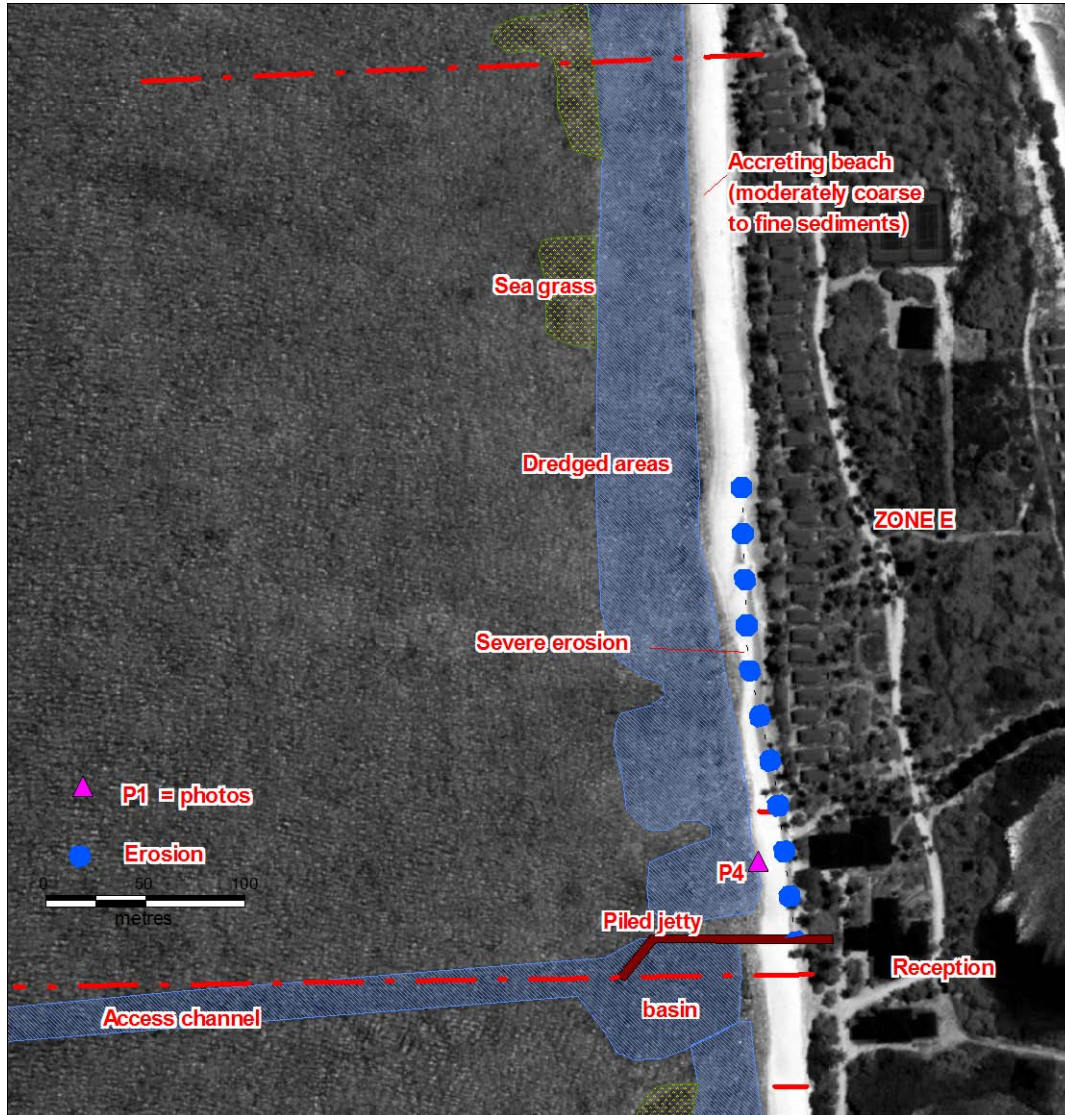 Accreting beach
(moderately coarse
to fine sediments)
Sea grass
Dredged areas
ZONE E
Severe erosion
P1 = photos
Erosion
0 50 100
metres
P4
Piled jetty
Reception
basin
Access channel